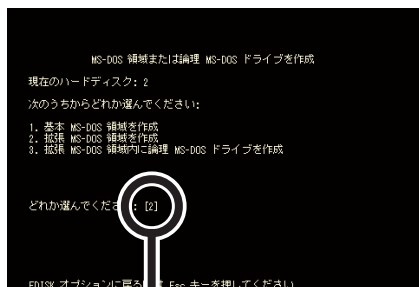 MS-DOS 領域または論理 MS-DOS ドライブを作成
現在のハードディスク: 2
次のうちからどれか選んでください:
1. 基本 MS-DOS 領域を作成
2. 拡張 MS-DOS 領域を作成
3. 拡張 MS-DOS 領域内に論理 MS-DOS ドライブを作成
どれか選んでくださ : [2]
FDISK オプションに戻る Esc キーを押してください